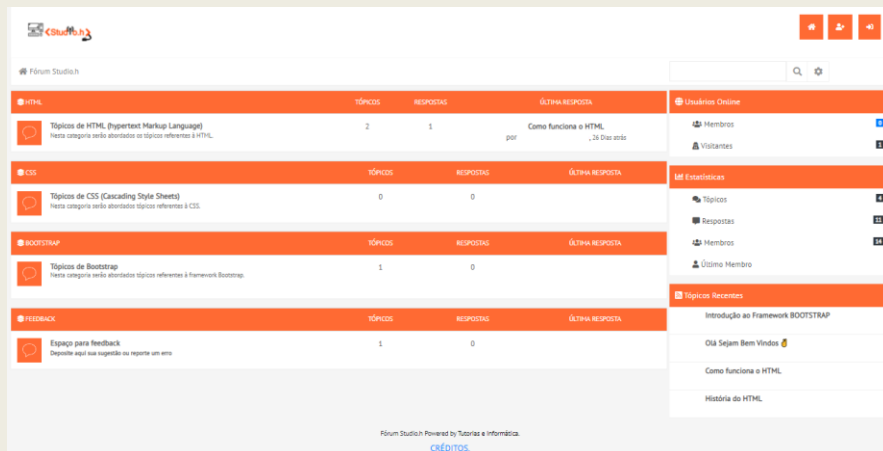 <Studio.h>
Fórum Studio.h
HTML TÓPICOS RESPOSTAS ÚLTIMA RESPOSTA
Tópicos de HTML (hypertext Markup Language) 2 1 Como funciona o HTML
Nesta categoria serão abordados os tópicos referentes à HTML. por , 26 Dias atrás
CSS TÓPICOS RESPOSTAS ÚLTIMA RESPOSTA
Tópicos de CSS (Cascading Style Sheets) 0 0
Nesta categoria serão abordados tópicos referentes à CSS.
BOOTSTRAP TÓPICOS RESPOSTAS ÚLTIMA RESPOSTA
Tópicos de Bootstrap 1 0
Nesta categoria serão abordados tópicos referentes à framework Bootstrap.
FEEDBACK TÓPICOS RESPOSTAS ÚLTIMA RESPOSTA
Espaço para feedback 1 0
Deposite aqui sua sugestão ou reporte um erro
Usuários Online
Membros 0
Visitantes 1
Estatísticas
Tópicos 4
Respostas 11
Membros 14
Último Membro
Tópicos Recentes
Introdução ao Framework BOOTSTRAP
Olá Sejam Bem Vindos
Como funciona o HTML
História do HTML
Fórum Studio.h Powered by Tutorias e Informática.
CRÉDITOS.